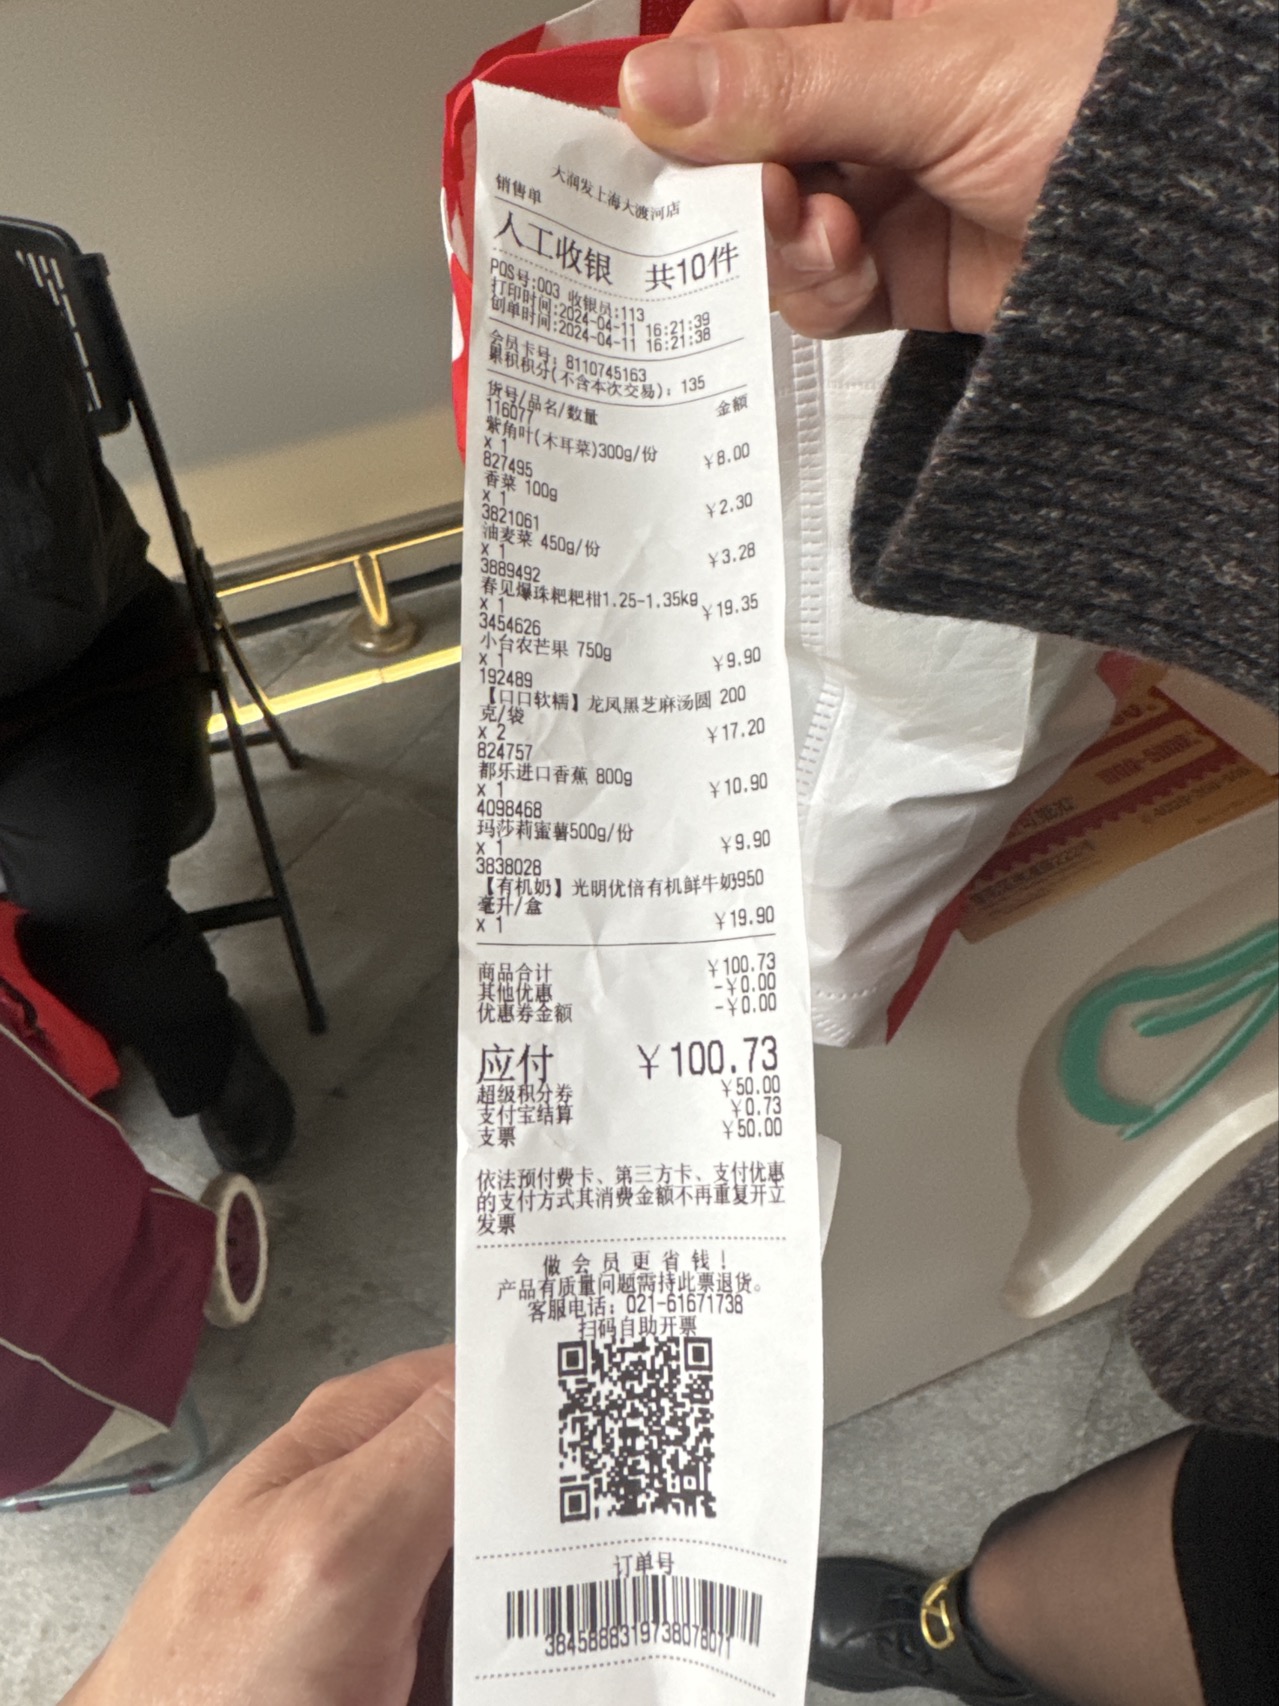 大润发上海大渡河店
销售单
人工收银 共10件
POS号:003 收银员:113
打印时间:2024-04-11 16:21:39
创单时间:2024-04-11 16:21:38
会员卡号: 8110745163
累积积分(不含本次交易): 135
货号/品名/数量 金额
116077
紫角叶(木耳菜)300g/份
x 1 ￥8.00
827495
香菜 100g
x 1 ￥2.30
3821061
油麦菜 450g/份
x 1 ￥3.28
3889492
春见爆珠粑粑柑1.25-1.35kg
x 1 ￥19.35
3454626
小台农芒果 750g
x 1 ￥9.90
192489
【口口软糯】龙凤黑芝麻汤圆 200
克/袋
x 2 ￥17.20
824757
都乐进口香蕉 800g
x 1 ￥10.90
4098468
玛莎莉蜜薯500g/份
x 1 ￥9.90
3838028
【有机奶】光明优倍有机鲜牛奶950
毫升/盒
x 1 ￥19.90
商品合计 ￥100.73
其他优惠 -￥0.00
优惠券金额 -￥0.00
应付 ￥100.73
超级积分券 ￥50.00
支付宝结算 ￥0.73
支票 ￥50.00
依法预付费卡、第三方卡、支付优惠
的支付方式其消费金额不再重复开立
发票
做会员更省钱!
产品有质量问题需持此票退货。
客服电话: 021-61671738
扫码自助开票
订单号
384588831973807807​1